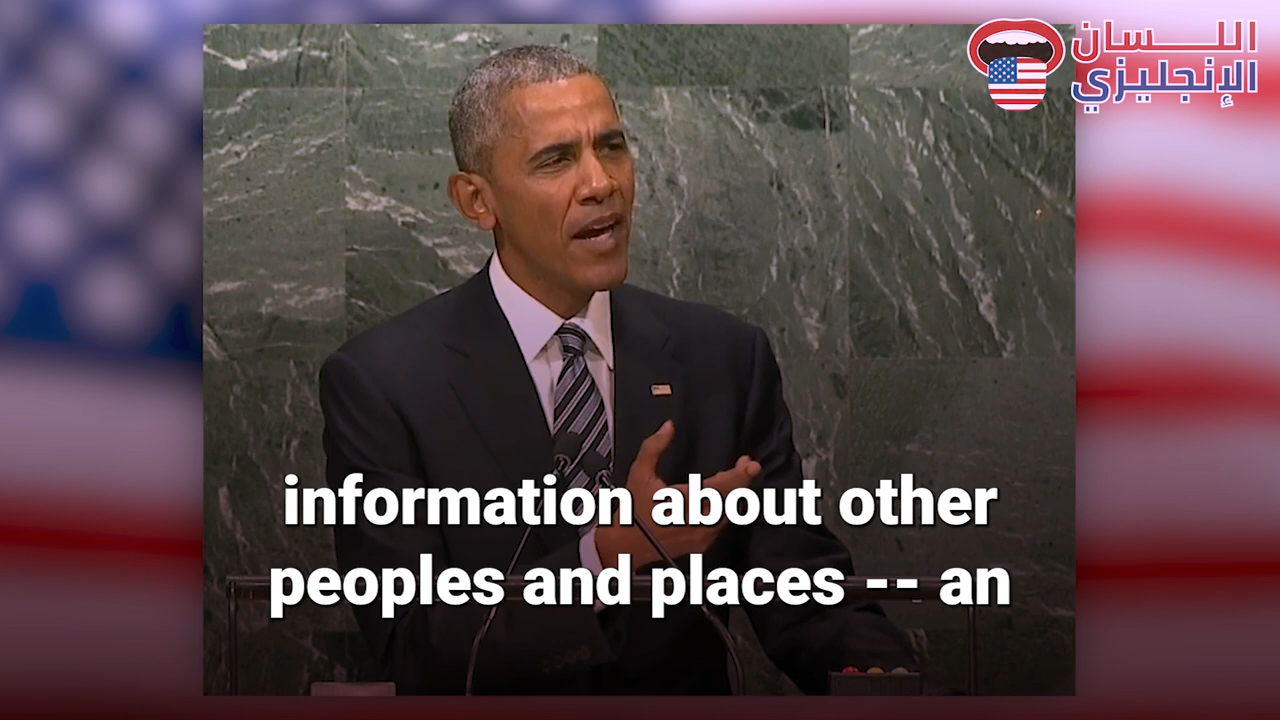 اللسان
الإنجليزي
information about other
peoples and places -- an